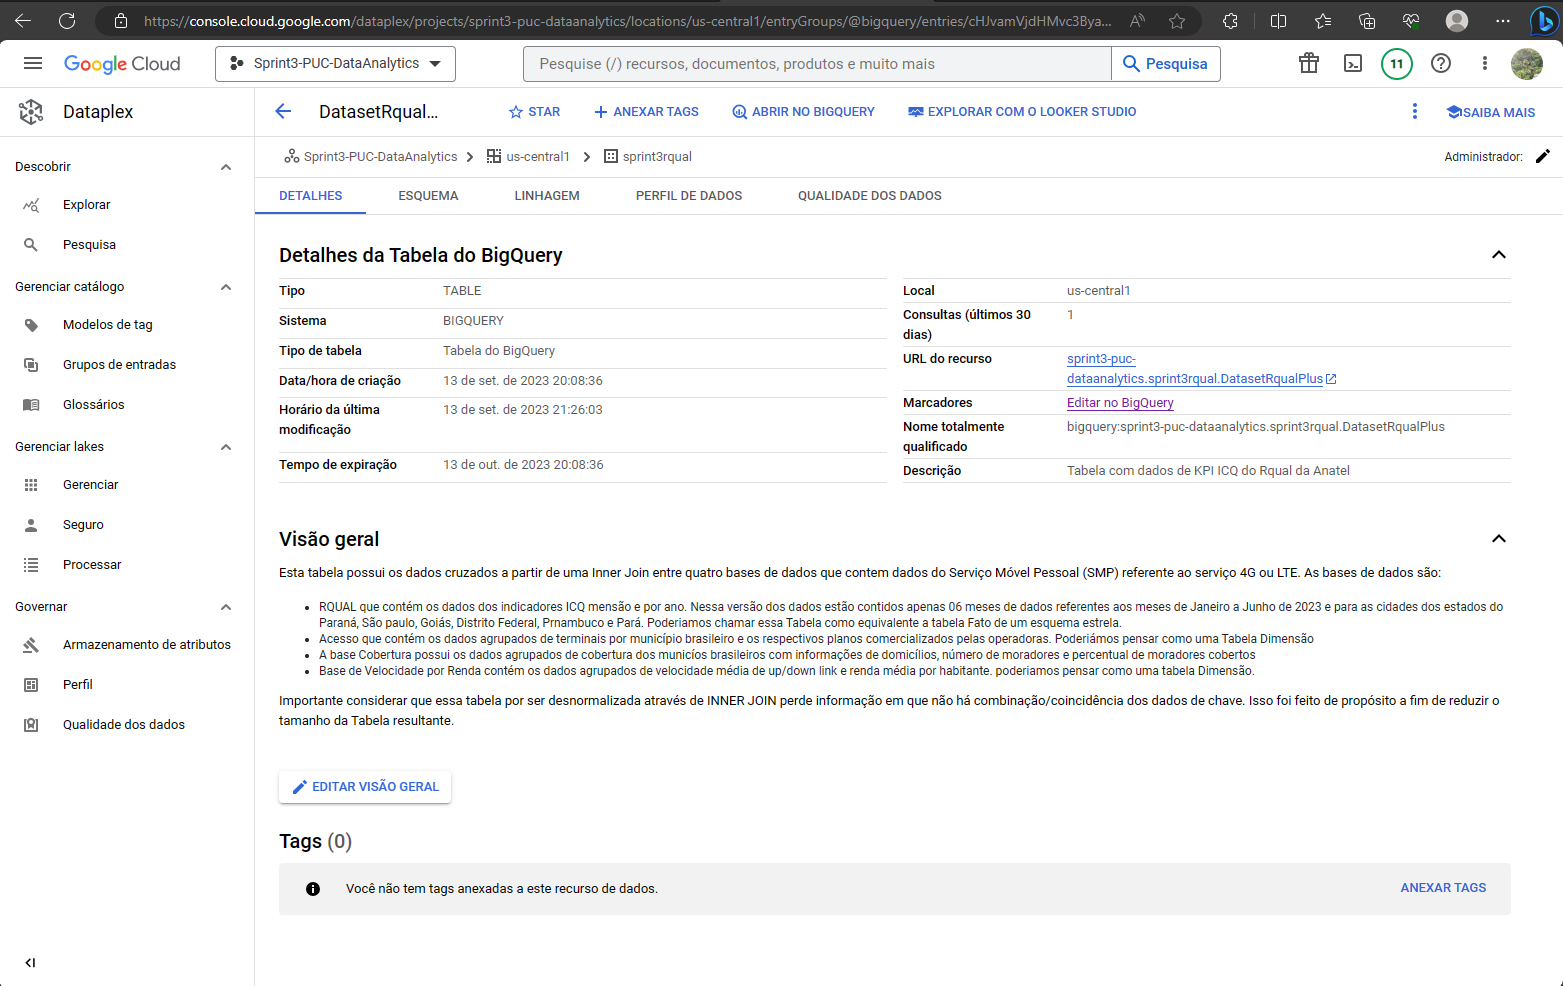 https://console.cloud.google.com/dataplex/projects/sprint3-puc-dataanalytics/locations/us-central1/entryGroups/@bigquery/entries/cHJvamVjdHMvc3Bya...
Google Cloud
Sprint3-PUC-DataAnalytics
Pesquise (/) recursos, documentos, produtos e muito mais
Pesquisa
11
Dataplex
DatasetRqual...
STAR
ANEXAR TAGS
ABRIR NO BIGQUERY
EXPLORAR COM O LOOKER STUDIO
SAIBA MAIS
Descobrir
Explorar
Pesquisa
Gerenciar catálogo
Modelos de tag
Grupos de entradas
Glossários
Gerenciar lakes
Gerenciar
Seguro
Processar
Governar
Armazenamento de atributos
Perfil
Qualidade dos dados
Sprint3-PUC-DataAnalytics
us-central1
sprint3rqual
Administrador:
DETALHES
ESQUEMA
LINHAGEM
PERFIL DE DADOS
QUALIDADE DOS DADOS
Detalhes da Tabela do BigQuery
Tipo TABLE
Sistema BIGQUERY
Tipo de tabela Tabela do BigQuery
Data/hora de criação 13 de set. de 2023 20:08:36
Horário da última 13 de set. de 2023 21:26:03
modificação
Tempo de expiração 13 de out. de 2023 20:08:36
Local us-central1
Consultas (últimos 30 1
dias)
URL do recurso sprint3-puc-
dataanalytics.sprint3rqual.DatasetRqualPlus
Marcadores Editar no BigQuery
Nome totalmente bigquery:sprint3-puc-dataanalytics.sprint3rqual.DatasetRqualPlus
qualificado
Descrição Tabela com dados de KPI ICQ do Rqual da Anatel
Visão geral
Esta tabela possui os dados cruzados a partir de uma Inner Join entre quatro bases de dados que contem dados do Serviço Móvel Pessoal (SMP) referente ao serviço 4G ou LTE. As bases de dados são:
• RQUAL que contém os dados dos indicadores ICQ mensão e por ano. Nessa versão dos dados estão contidos apenas 06 meses de dados referentes aos meses de Janeiro a Junho de 2023 e para as cidades dos estados do
Paraná, São paulo, Goiás, Distrito Federal, Prnambuco e Pará. Poderiamos chamar essa Tabela como equivalente a tabela Fato de um esquema estrela.
• Acesso que contém os dados agrupados de terminais por município brasileiro e os respectivos planos comercializados pelas operadoras. Poderiámos pensar como uma Tabela Dimensão
• A base Cobertura possui os dados agrupados de cobertura dos municíos brasileiros com informações de domicílios, número de moradores e percentual de moradores cobertos
• Base de Velocidade por Renda contém os dados agrupados de velocidade média de up/down link e renda média por habitante. poderiamos pensar como uma tabela Dimensão.
Importante considerar que essa tabela por ser desnormalizada através de INNER JOIN perde informação em que não há combinação/coincidência dos dados de chave. Isso foi feito de propósito a fim de reduzir o
tamanho da Tabela resultante.
EDITAR VISÃO GERAL
Tags (0)
Você não tem tags anexadas a este recurso de dados.
ANEXAR TAGS